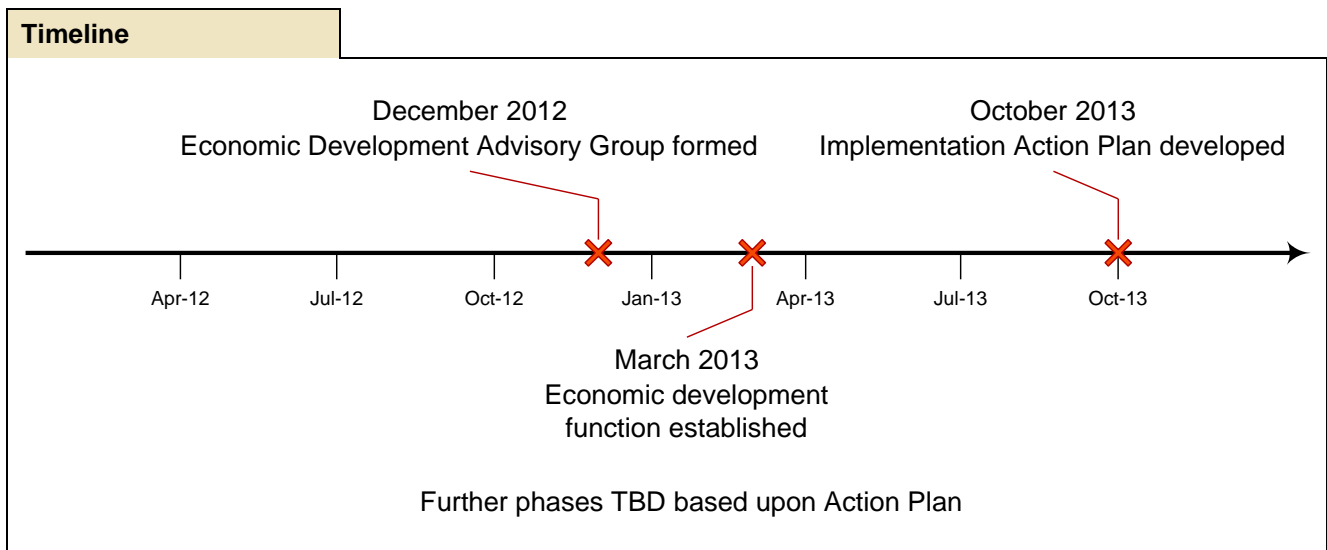 Timeline
December 2012
Economic Development Advisory Group formed
October 2013
Implementation Action Plan developed
Apr-12
Jul-12
Oct-12
Jan-13
Apr-13
Jul-13
Oct-13
March 2013
Economic development
function established
Further phases TBD based upon Action Plan